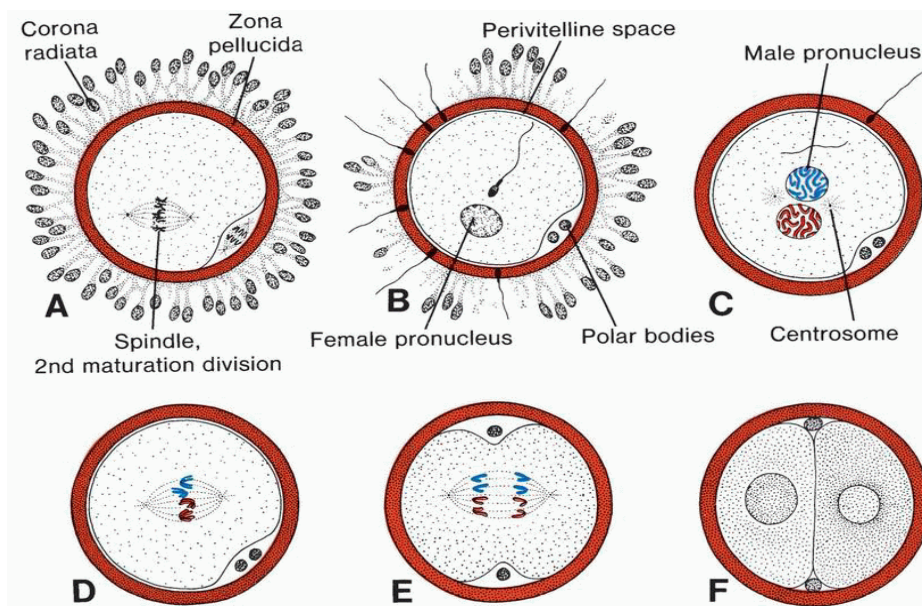 Corona
radiata
Zona
pellucida
Perivitelline space
Male pronucleus
A
B
C
Spindle,
2nd maturation division
Female pronucleus
Polar bodies
Centrosome
D
E
F